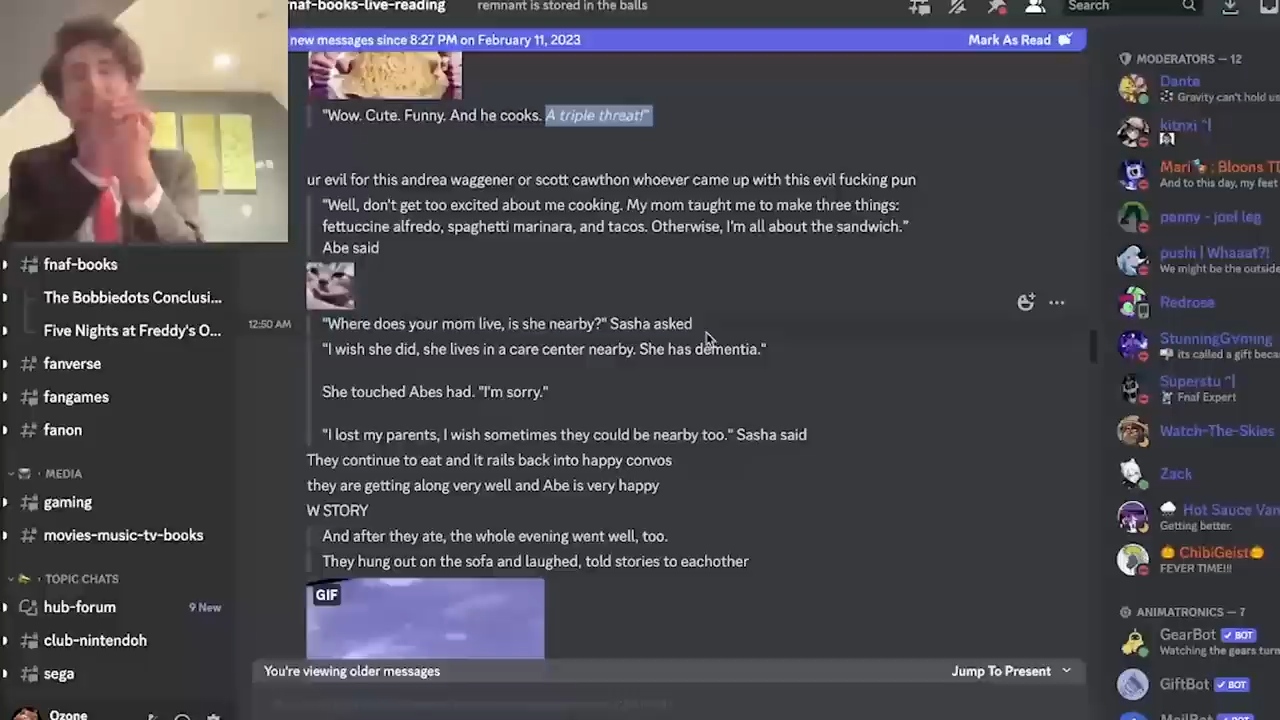 fnaf-books-live-reading
remnant is stored in the balls
Search
new messages since 8:27 PM on February 11, 2023
Mark As Read
"Wow. Cute. Funny. And he cooks. A triple threat!"
ur evil for this andrea waggener or scott cawthon whoever came up with this evil fucking pun
"Well, don't get too excited about me cooking. My mom taught me to make three things:
fettuccine alfredo, spaghetti marinara, and tacos. Otherwise, I'm all about the sandwich."
Abe said
12:50 AM
"Where does your mom live, is she nearby?" Sasha asked
"I wish she did, she lives in a care center nearby. She has dementia."
She touched Abes had. "I'm sorry."
"I lost my parents, I wish sometimes they could be nearby too." Sasha said
They continue to eat and it rails back into happy convos
they are getting along very well and Abe is very happy
W STORY
And after they ate, the whole evening went well, too.
They hung out on the sofa and laughed, told stories to eachother
GIF
You're viewing older messages
Jump To Present
fnaf-books
The Bobbiedots Conclusi...
Five Nights at Freddy's O...
fanverse
fangames
fanon
MEDIA
gaming
movies-music-tv-books
TOPIC CHATS
hub-forum
9 New
club-nintendoh
sega
Ozone
MODERATORS — 12
Danta
Gravity can't hold us
kitnxi ^|
Mari : Bloons TD
And to this day, my feet
penny - joel leg
pushi | Whaaat?!
We might be the outside
Redrose
StunningGvming
its called a gift beca
Superstu ^|
Fnaf Expert
Watch-The-Skies
Zack
Hot Sauce Van
Getting better.
ChibiGeist
FEVER TIME!!!
ANIMATRONICS — 7
GearBot
BOT
Watching the gears turn
GiftBot
BOT
MailBot